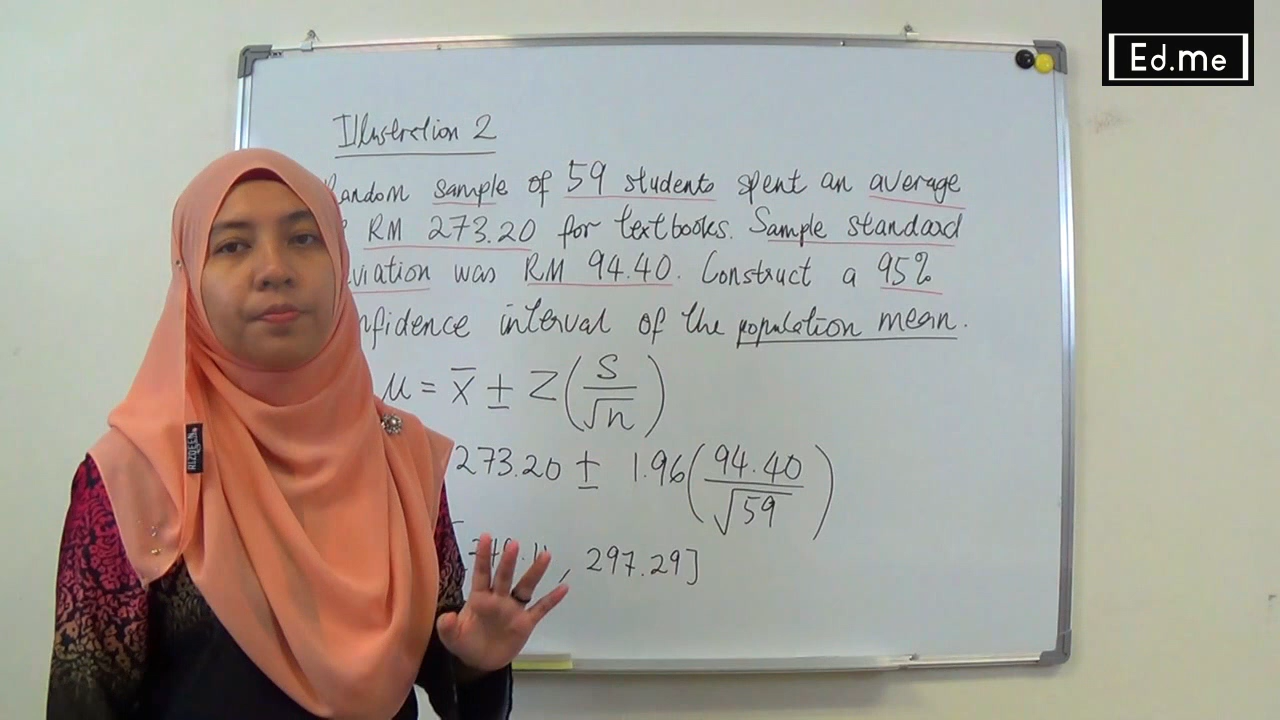 Ed.me
Illustration 2
Random sample of 59 students spent an average
RM 273.20 for textbooks. Sample standard
viation was RM 94.40. Construct a 95%
nfidence interval of the population mean.
μ = x̄ ± Z(S/√n)
273.20 ± 1.96(94.40/√59)
, 297.29]
RIZQEEN